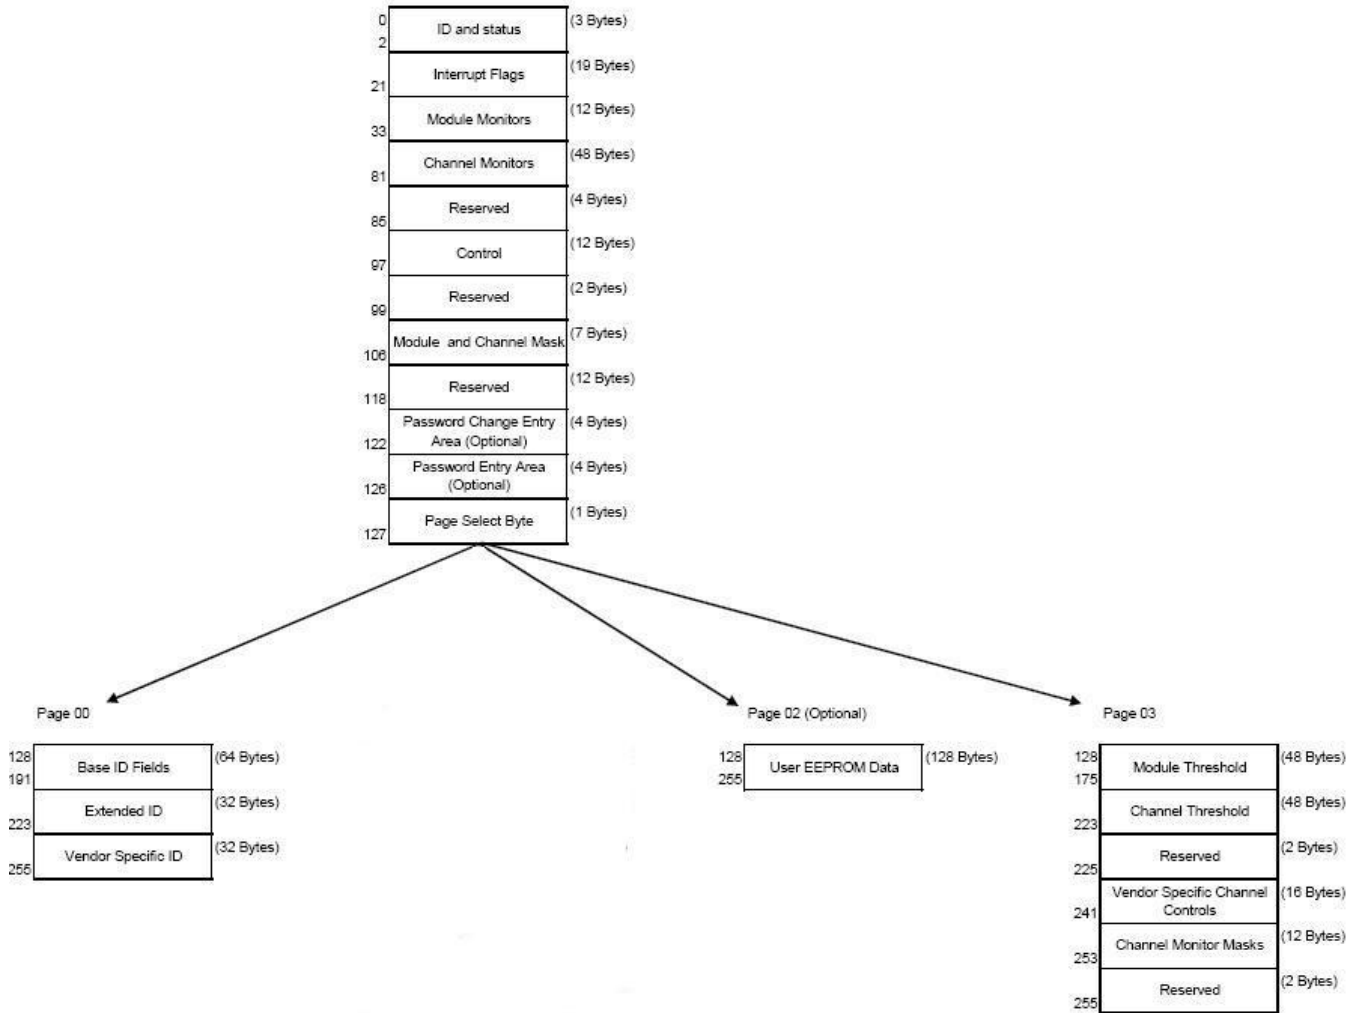 0 ID and status (3 Bytes)
2
Interrupt Flags (19 Bytes)
21
Module Monitors (12 Bytes)
33
Channel Monitors (48 Bytes)
81
Reserved (4 Bytes)
85
Control (12 Bytes)
97
Reserved (2 Bytes)
99
Module and Channel Mask (7 Bytes)
106
Reserved (12 Bytes)
118
Password Change Entry (4 Bytes)
122 Area (Optional)
Password Entry Area (4 Bytes)
126 (Optional)
Page Select Byte (1 Bytes)
127
Page 00
128 Base ID Fields (64 Bytes)
191
Extended ID (32 Bytes)
223
Vendor Specific ID (32 Bytes)
255
Page 02 (Optional)
128 User EEPROM Data (128 Bytes)
255
Page 03
128 Module Threshold (48 Bytes)
175
Channel Threshold (48 Bytes)
223
Reserved (2 Bytes)
225
Vendor Specific Channel (16 Bytes)
241 Controls
Channel Monitor Masks (12 Bytes)
253
Reserved (2 Bytes)
255